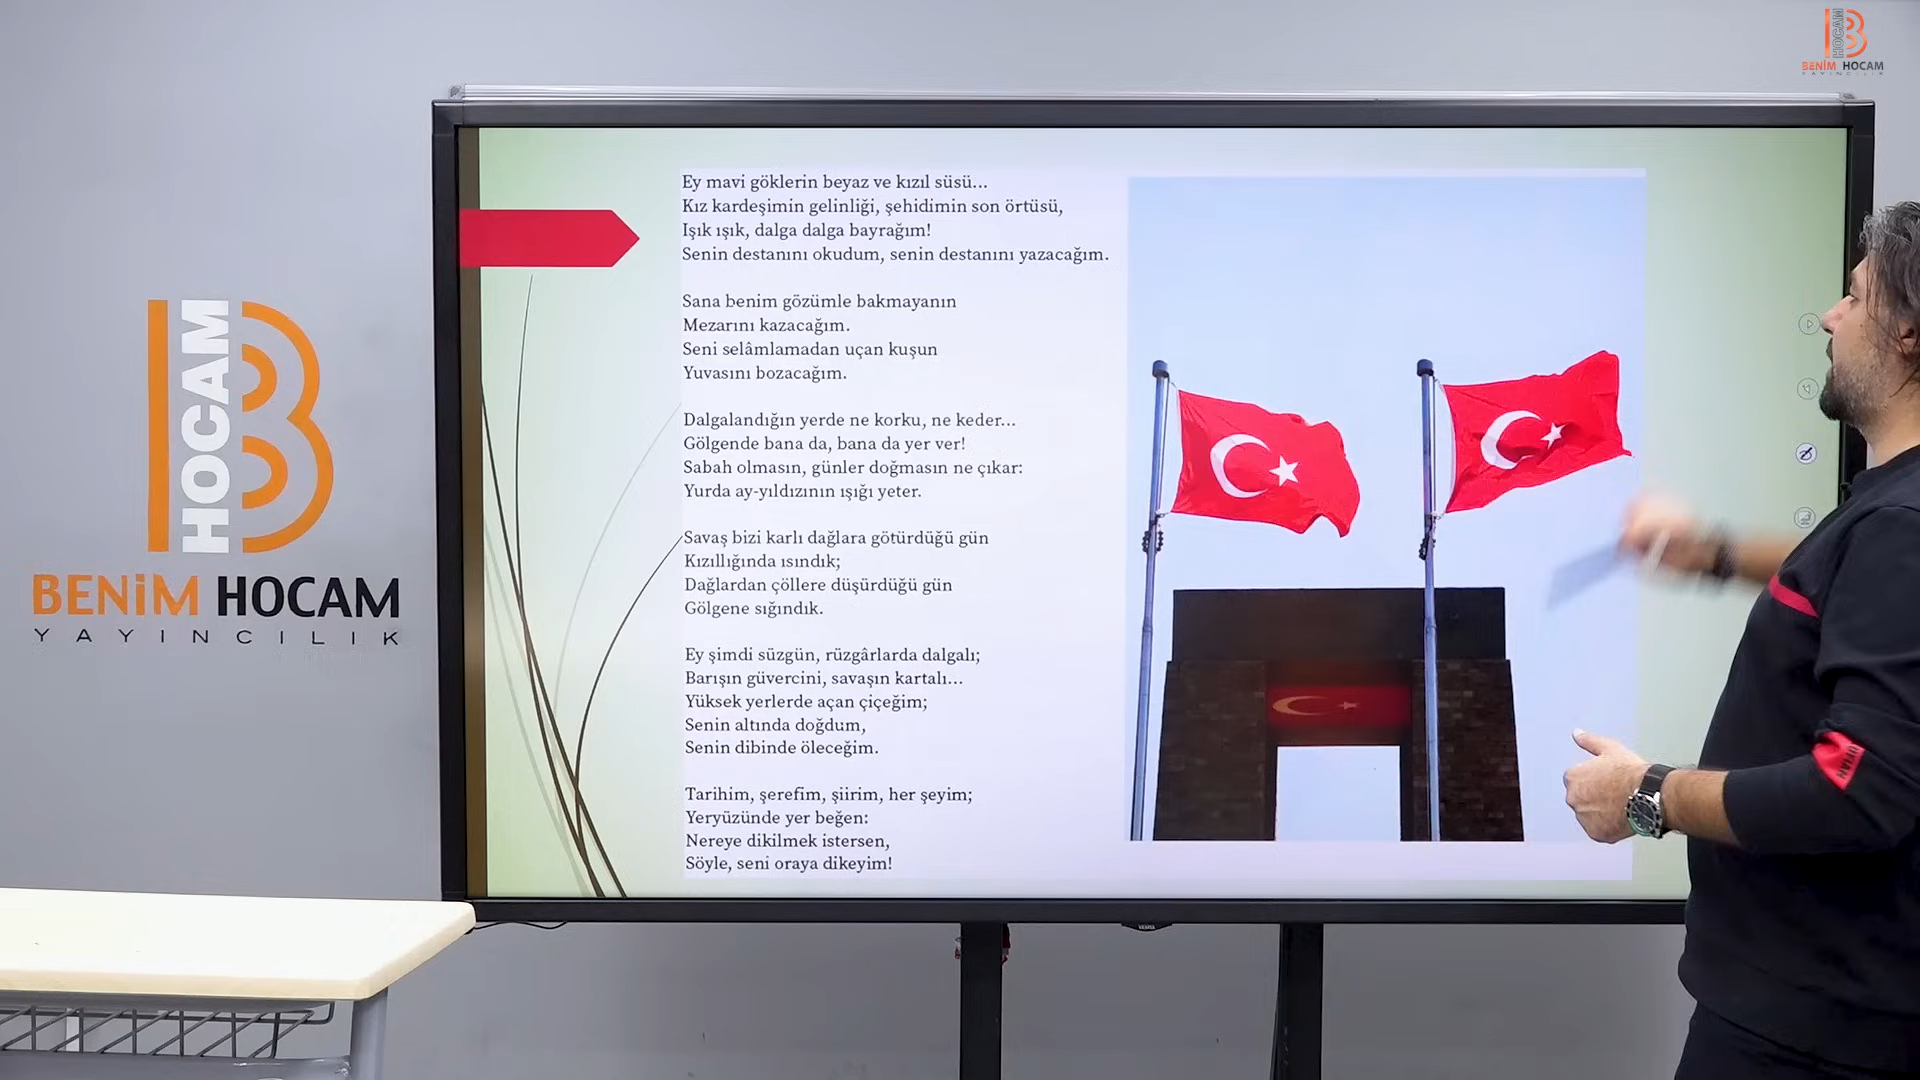 B
HOCAM
BENİM HOCAM
YAYINCILIK
Ey mavi göklerin beyaz ve kızıl süsü...
Kız kardeşimin gelinliği, şehidimin son örtüsü,
Işık ışık, dalga dalga bayrağım!
Senin destanını okudum, senin destanını yazacağım.
Sana benim gözümle bakmayanın
Mezarını kazacağım.
Seni selâmlamadan uçan kuşun
Yuvasını bozacağım.
Dalgalandığın yerde ne korku, ne keder...
Gölgende bana da, bana da yer ver!
Sabah olmasın, günler doğmasın ne çıkar:
Yurda ay-yıldızının ışığı yeter.
Savaş bizi karlı dağlara götürdüğü gün
Kızıllığında ısındık;
Dağlardan çöllere düşürdüğü gün
Gölgene sığındık.
Ey şimdi süzgün, rüzgârlarda dalgalı;
Barışın güvercini, savaşın kartalı...
Yüksek yerlerde açan çiçeğim;
Senin altında doğdum,
Senin dibinde öleceğim.
Tarihim, şerefim, şiirim, her şeyim;
Yeryüzünde yer beğen:
Nereye dikilmek istersen,
Söyle, seni oraya dikeyim!
B
HOCAM
BENİM HOCAM
YAYINCILIK